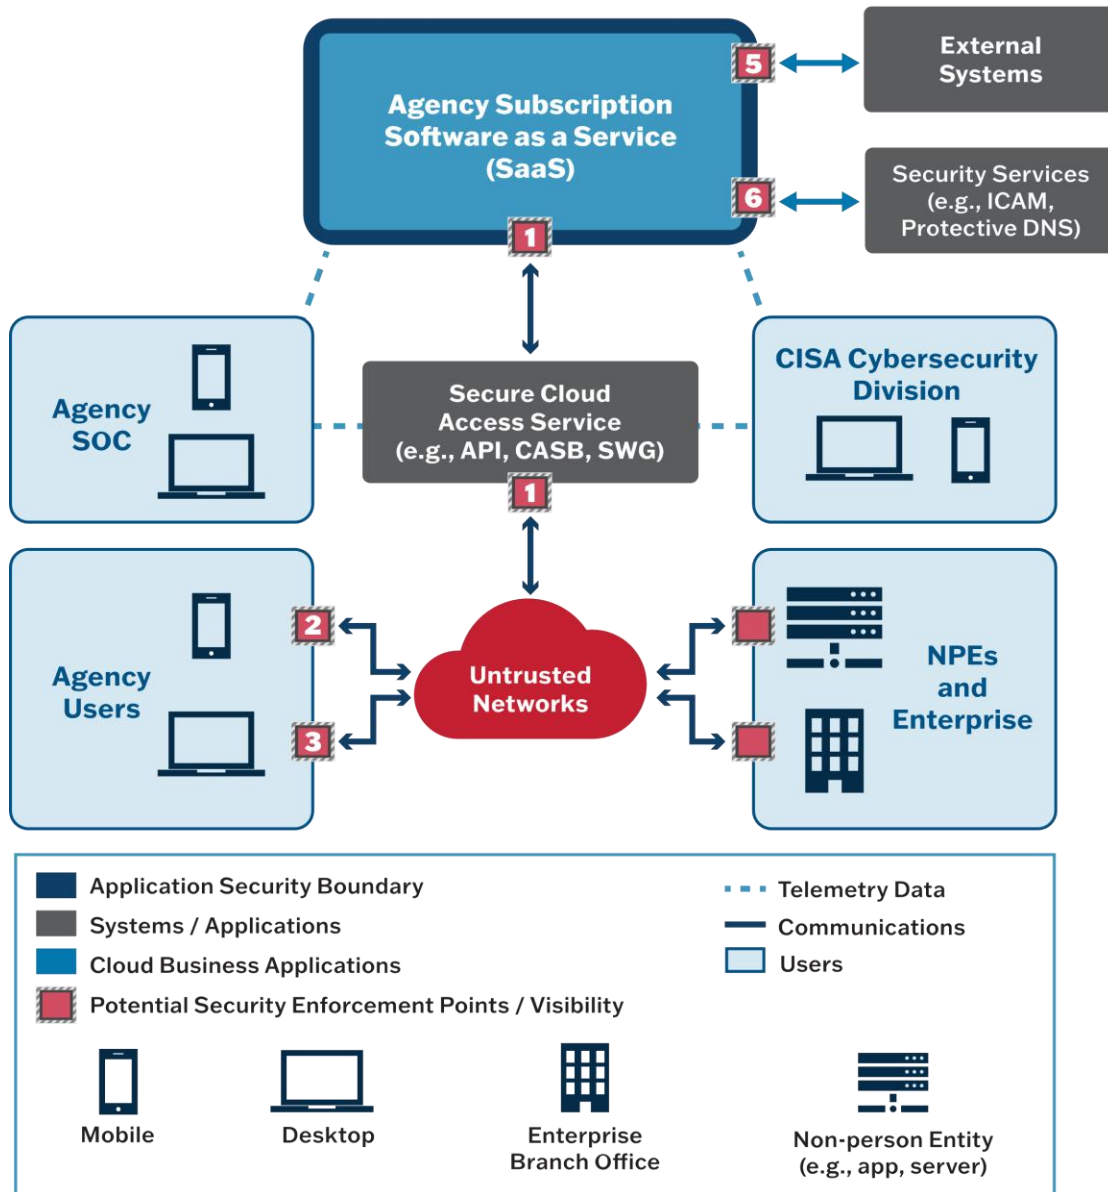 Agency Subscription
Software as a Service
(SaaS)
5
External
Systems
6
Security Services
(e.g., ICAM,
Protective DNS)
1
Agency
SOC
Secure Cloud
Access Service
(e.g., API, CASB, SWG)
1
CISA Cybersecurity
Division
Agency
Users
2
3
Untrusted
Networks
NPEs
and
Enterprise
Application Security Boundary
Systems / Applications
Cloud Business Applications
Potential Security Enforcement Points / Visibility
Telemetry Data
Communications
Users
Mobile
Desktop
Enterprise
Branch Office
Non-person Entity
(e.g., app, server)